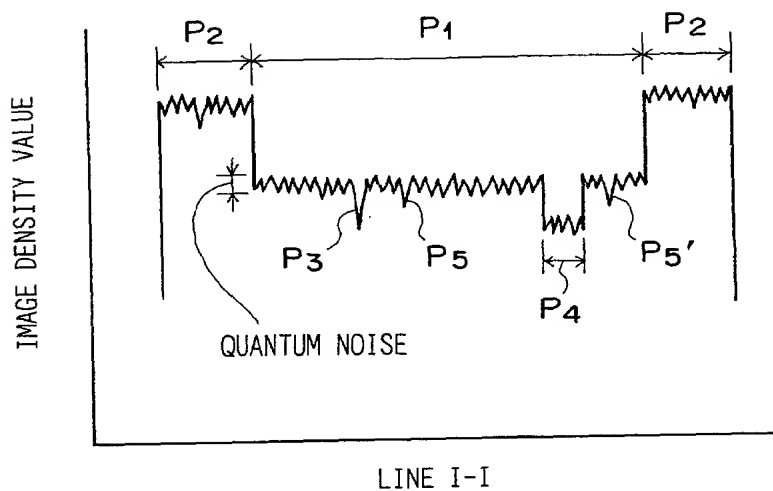 P2
P1
P2
IMAGE DENSITY VALUE
P3
P5
P4
P5'
QUANTUM NOISE
LINE I-I